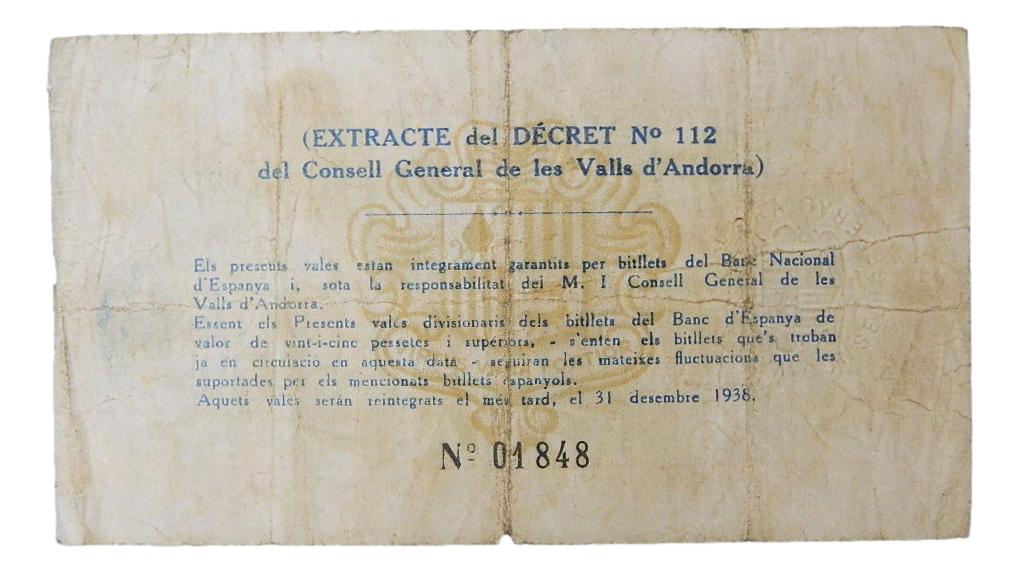 (EXTRACTE del DÉCRET Nº 112
del Consell General de les Valls d'Andorra)
Els presents vales estan integrament garantits per bitllets del Banc Nacional
d'Espanya i, sota la responsabilitat del M. I Consell General de les
Valls d'Andorra.
Essent els Presents vales divisionaris dels bitllets del Banc d'Espanya de
valor de vint-i-cinc pessetes i superiors, - s'enten els bitllets que's troban
ja en circulació en aquesta data - seguiran les mateixes fluctuacions que les
suportades per els mencionats bitllets espanyols.
Aquets vales serán reintegrats el més tard, el 31 desembre 1938.
Nº 01848